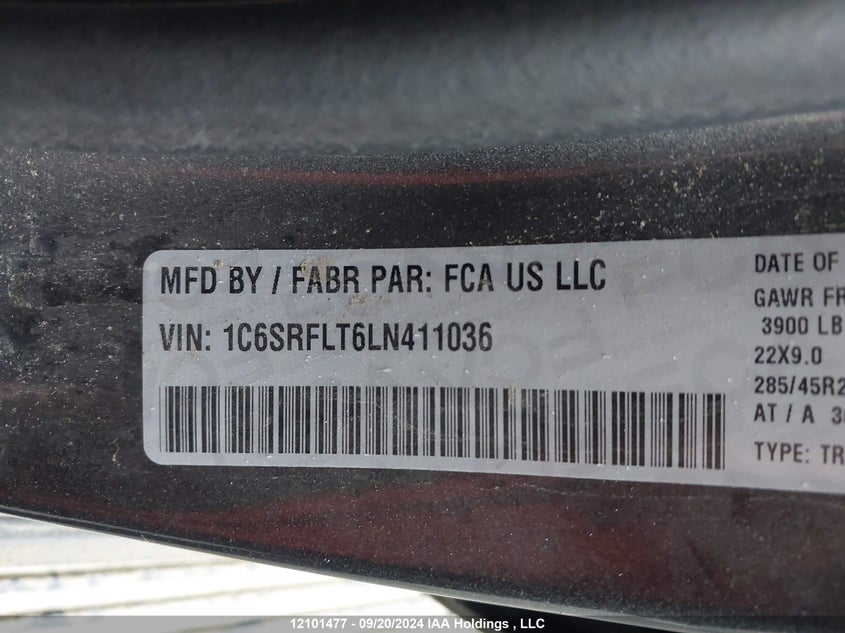 MFD BY / FABR PAR: FCA US LLC
VIN: 1C6SRFLT6LN411036
DATE OF
GAWR FR
3900 LB
22X9.0
285/45R2
AT / A
TYPE: TR
12101477 - 09/20/2024 IAA Holdings , LLC